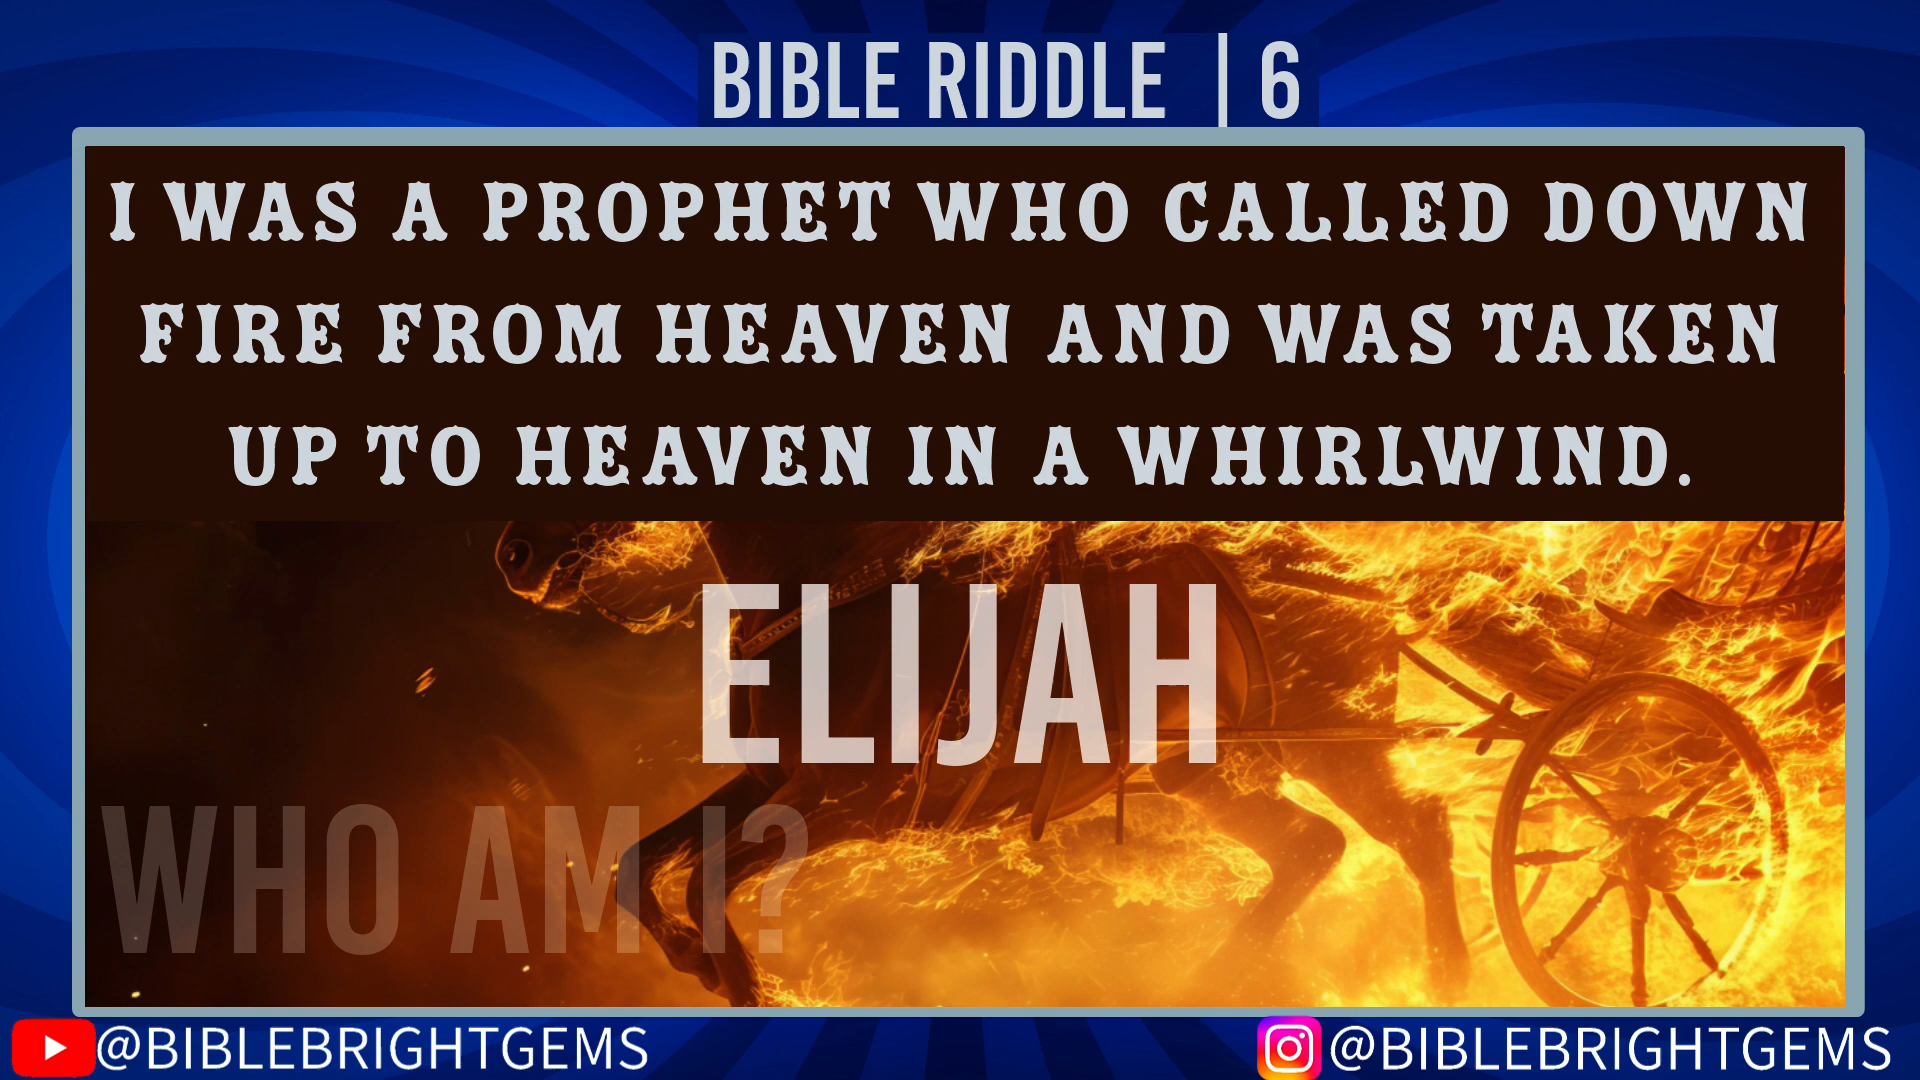 BIBLE RIDDLE | 6
I WAS A PROPHET WHO CALLED DOWN
FIRE FROM HEAVEN AND WAS TAKEN
UP TO HEAVEN IN A WHIRLWIND.
ELIJAH
WHO AM I?
@BIBLEBRIGHTGEMS
@BIBLEBRIGHTGEMS